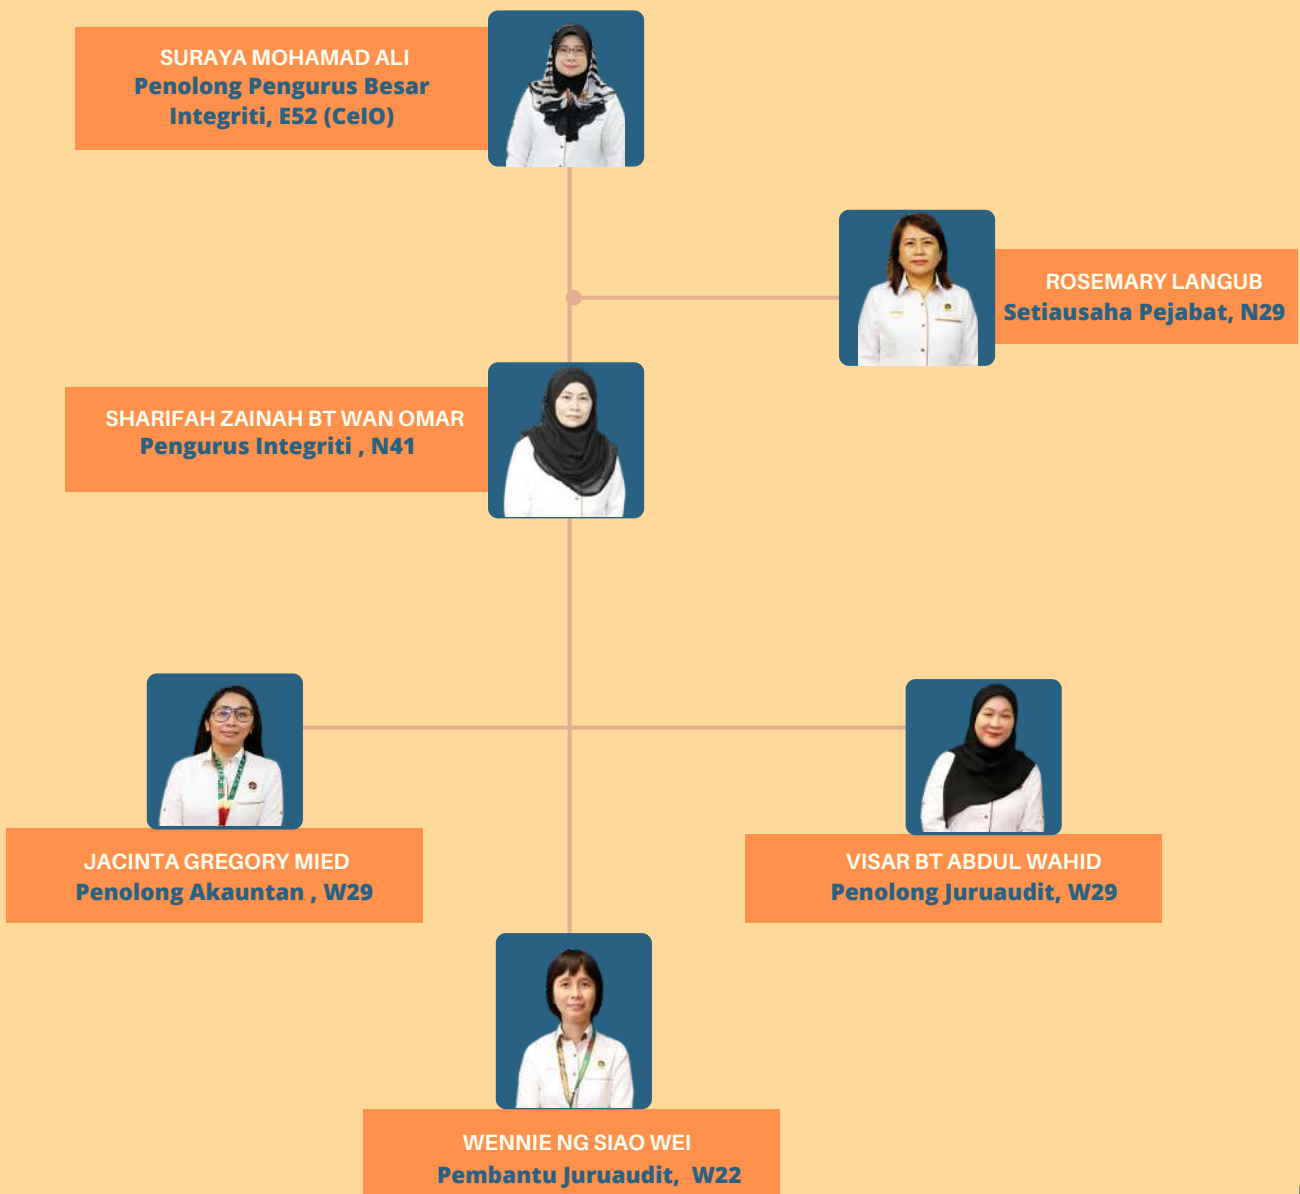 SURAYA MOHAMAD ALI
Penolong Pengurus Besar
Integriti, E52 (CeIO)
ROSEMARY LANGUB
Setiausaha Pejabat, N29
SHARIFAH ZAINAH BT WAN OMAR
Pengurus Integriti , N41
JACINTA GREGORY MIED
Penolong Akauntan , W29
VISAR BT ABDUL WAHID
Penolong Juruaudit, W29
WENNIE NG SIAO WEI
Pembantu Juruaudit, W22